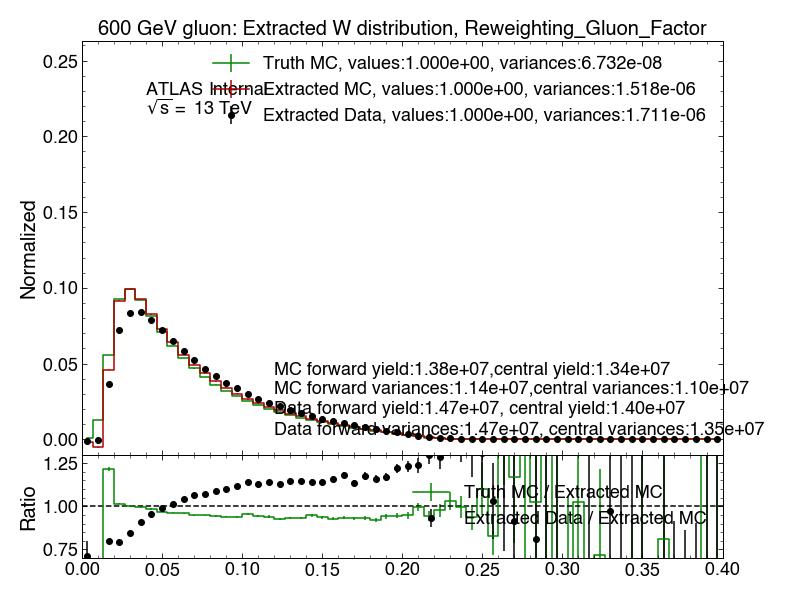 600 GeV gluon: Extracted W distribution, Reweighting_Gluon_Factor
Normalized
0.25
0.20
0.15
0.10
0.05
0.00
Truth MC, values:1.000e+00, variances:6.732e-08
ATLAS Internal
Extracted MC, values:1.000e+00, variances:1.518e-06
√s = 13 TeV
Extracted Data, values:1.000e+00, variances:1.711e-06
MC forward yield:1.38e+07,central yield:1.34e+07
MC forward variances:1.14e+07,central variances:1.10e+07
Data forward yield:1.47e+07, central yield:1.40e+07
Data forward variances:1.47e+07, central variances:1.35e+07
Ratio
1.25
1.00
0.75
Truth MC / Extracted MC
Extracted Data / Extracted MC
0.00 0.05 0.10 0.15 0.20 0.25 0.30 0.35 0.40